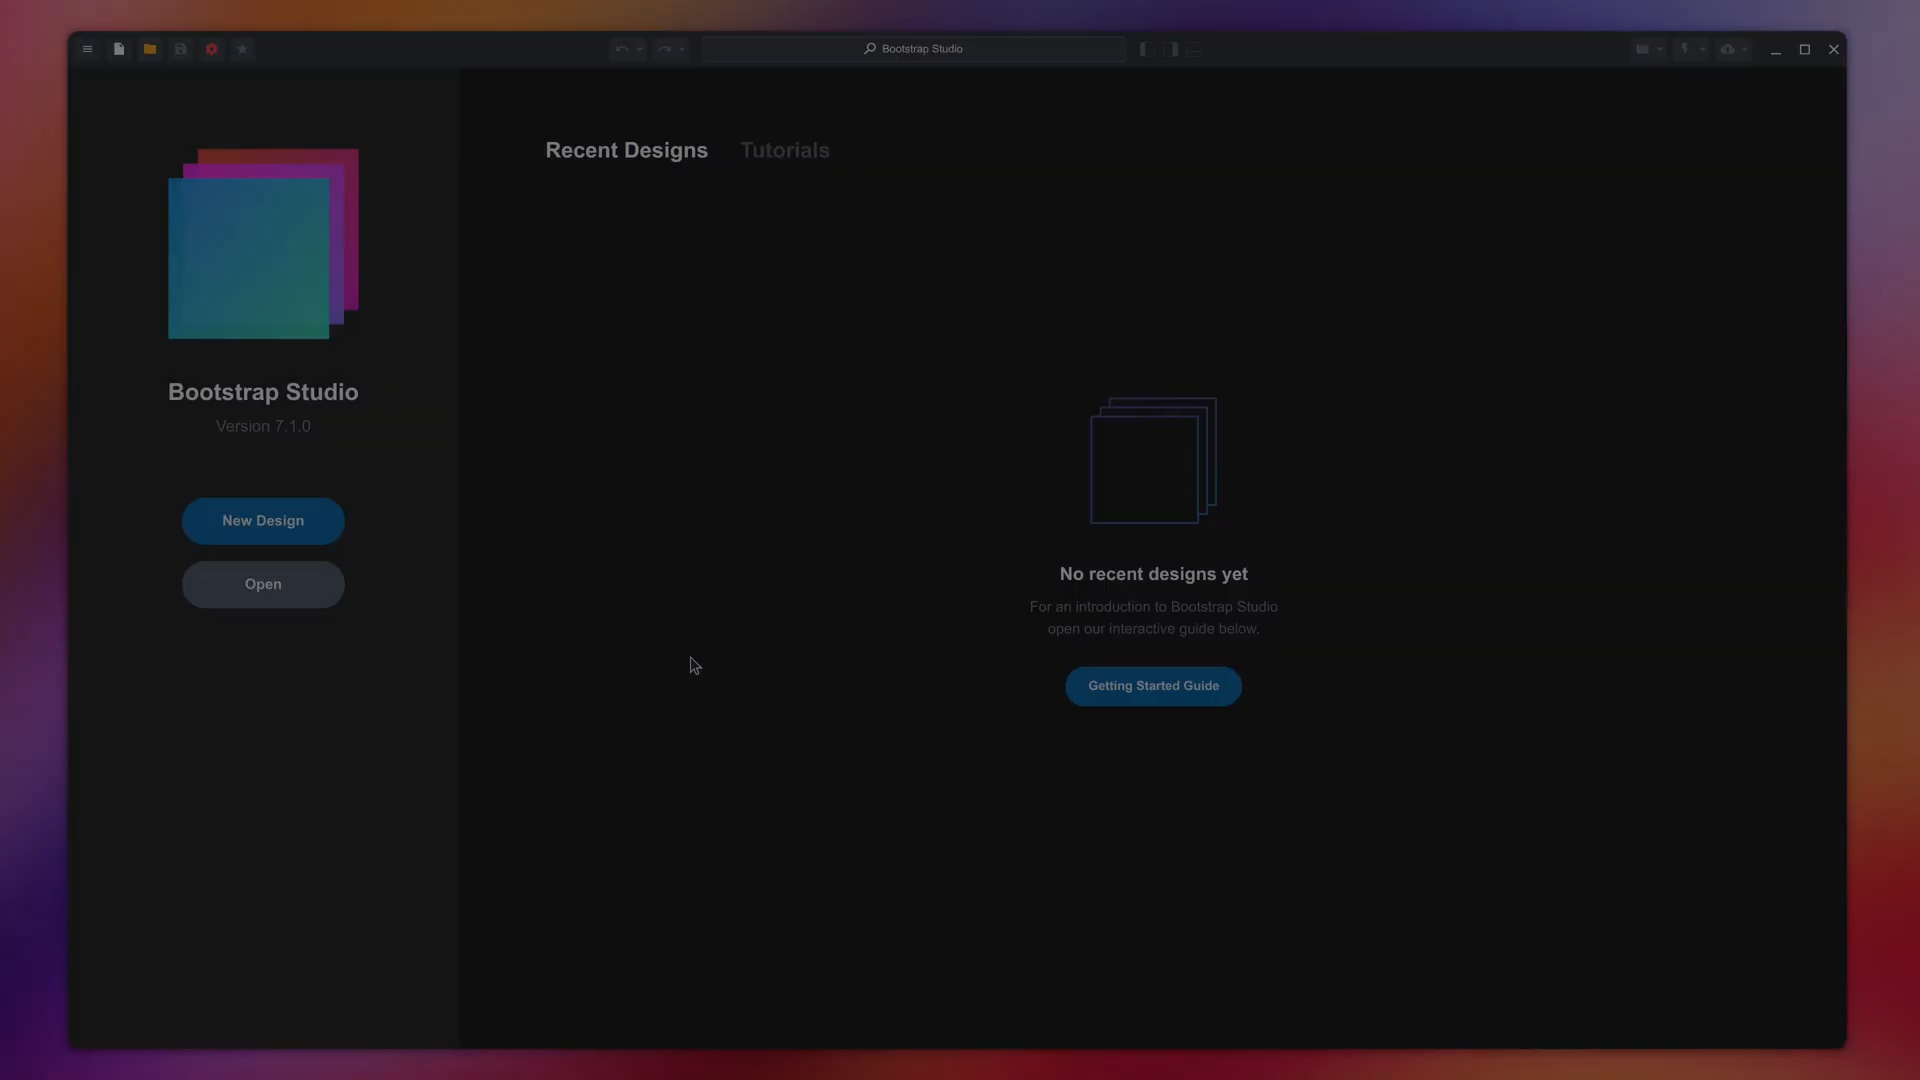 Bootstrap Studio
Recent Designs
Tutorials
Bootstrap Studio
Version 7.1.0
New Design
Open
No recent designs yet
For an introduction to Bootstrap Studio
open our interactive guide below.
Getting Started Guide